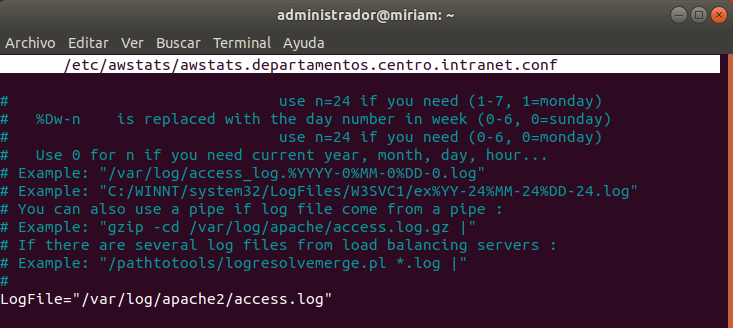 administrador@miriam: ~
Archivo Editar Ver Buscar Terminal Ayuda
/etc/awstats/awstats.departamentos.centro.intranet.conf
#                              use n=24 if you need (1-7, 1=monday)
#   %Dw-n    is replaced with the day number in week (0-6, 0=sunday)
#                              use n=24 if you need (0-6, 0=monday)
#   Use 0 for n if you need current year, month, day, hour...
# Example: "/var/log/access_log.%YYYY-0%MM-0%DD-0.log"
# Example: "C:/WINNT/system32/LogFiles/W3SVC1/ex%YY-24%MM-24%DD-24.log"
# You can also use a pipe if log file come from a pipe :
# Example: "gzip -cd /var/log/apache/access.log.gz |"
# If there are several log files from load balancing servers :
# Example: "/pathtotools/logresolvemerge.pl *.log |"
#
LogFile="/var/log/apache2/access.log"